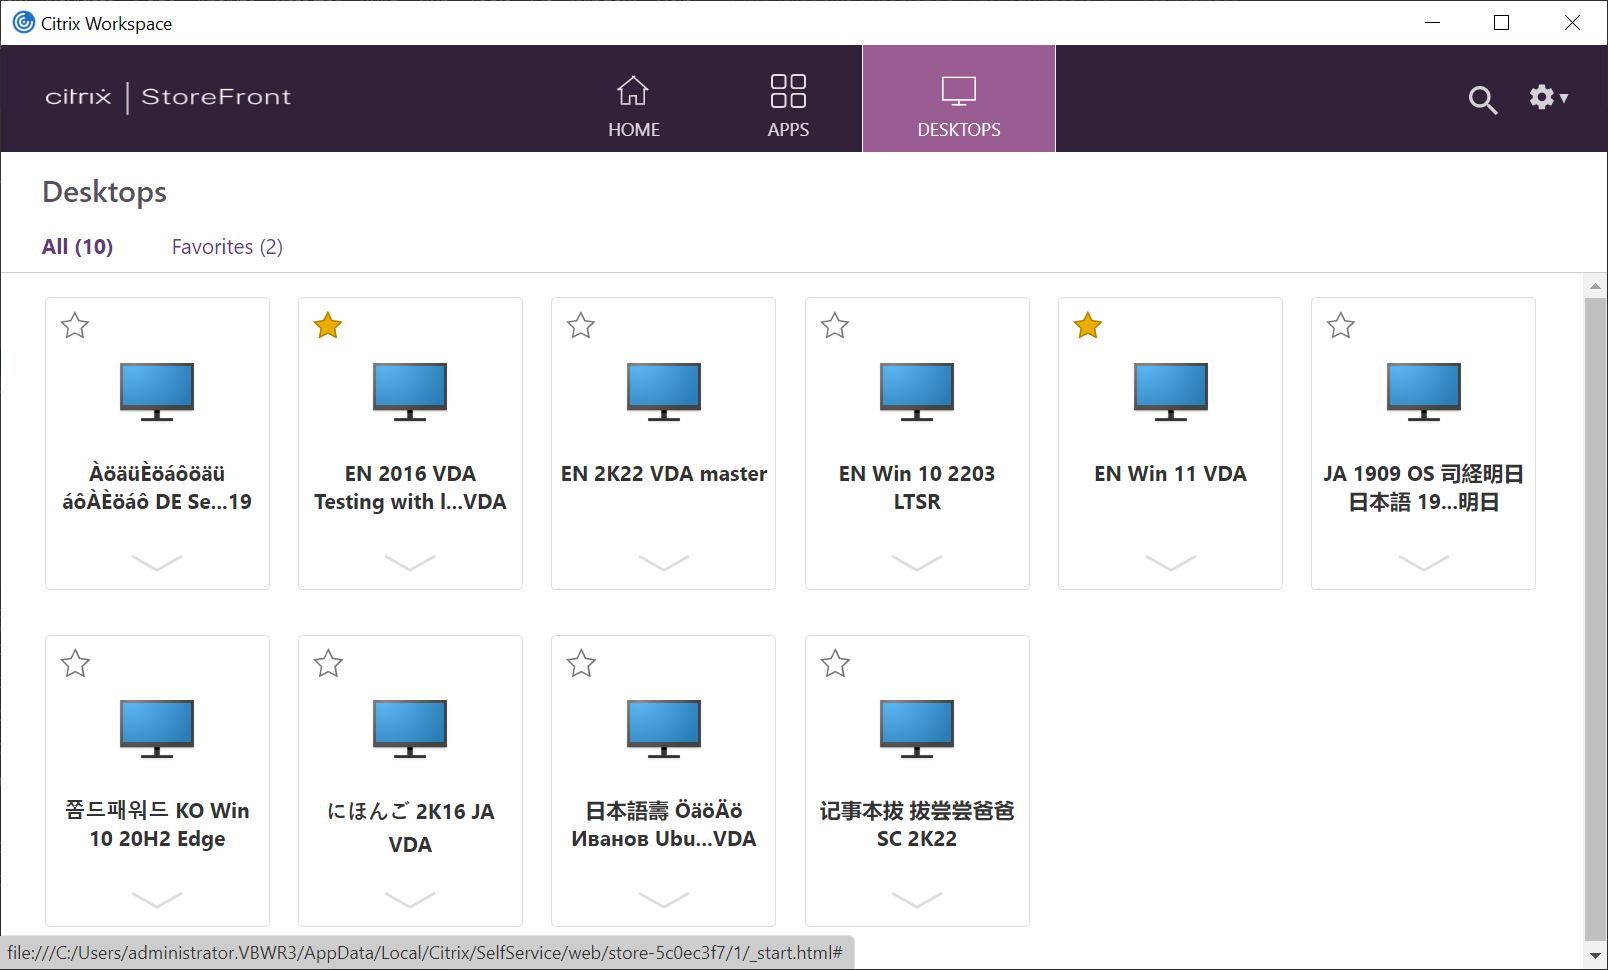 Citrix Workspace
citrix | StoreFront
HOME
APPS
DESKTOPS
Desktops
All (10)
Favorites (2)
ÀöäüÈöáôöäü
áôÀÈöáô DE Se...19
EN 2016 VDA
Testing with l...VDA
EN 2K22 VDA master
EN Win 10 2203
LTSR
EN Win 11 VDA
JA 1909 OS 司経明日
日本語 19...明日
쫌드패워드 KO Win
10 20H2 Edge
にほんご 2K16 JA
VDA
日本語壽 ÖäöÄö
Иванов Ubu...VDA
记事本拔 拔尝尝爸爸
SC 2K22
file:///C:/Users/administrator.VBWR3/AppData/Local/Citrix/SelfService/web/store-5c0ec3f7/1/_start.html#